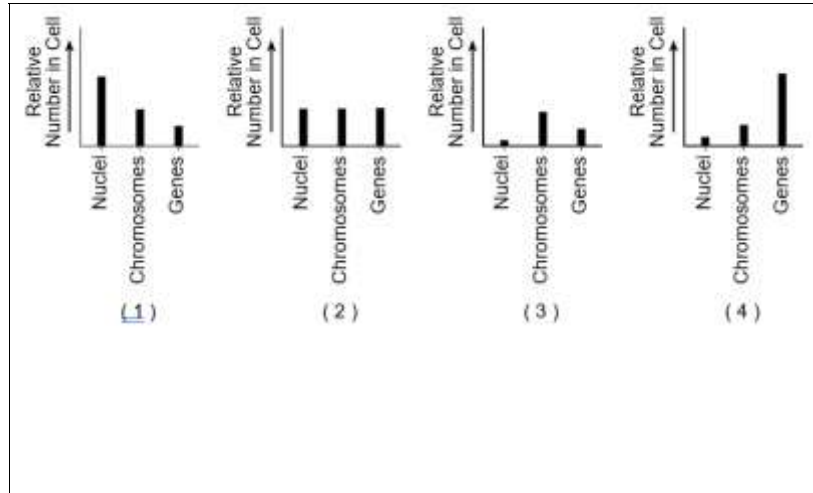 Relative
Number in Cell
Nuclei
Chromosomes
Genes
( 1 )
Relative
Number in Cell
Nuclei
Chromosomes
Genes
( 2 )
Relative
Number in Cell
Nuclei
Chromosomes
Genes
( 3 )
Relative
Number in Cell
Nuclei
Chromosomes
Genes
( 4 )